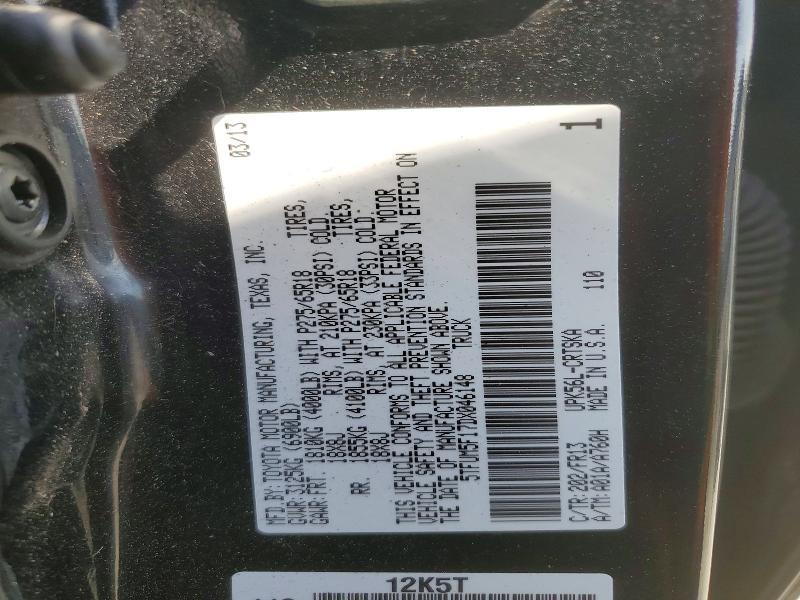 MFD.BY: TOYOTA MOTOR MANUFACTURING, TEXAS, INC. 03/13
GVWR: 3125KG (6900LB)
GAWR: FRT. 1810KG (4000LB) WITH P275/65R18 TIRES,
18X8J RIMS, AT 210KPA (30PSI) COLD.
RR. 1855KG (4100LB) WITH P275/65R18 TIRES,
18X8J RIMS, AT 230KPA (33PSI) COLD.
THIS VEHICLE CONFORMS TO ALL APPLICABLE FEDERAL MOTOR
VEHICLE SAFETY AND THEFT PREVENTION STANDARDS IN EFFECT ON
THE DATE OF MANUFACTURE SHOWN ABOVE.
5TFUM5F17DX046148 TRUCK
C/TR: 202/FR13 UPK56L-CRTSKA
A/TM: A01A/A760H MADE IN U.S.A. 110
1
12K5T